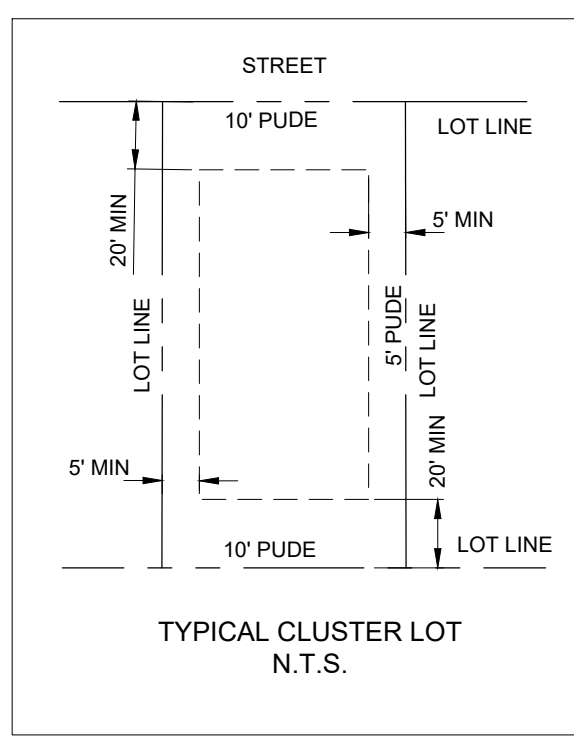 STREET
10' PUDE
LOT LINE
20' MIN
5' MIN
LOT LINE
5' PUDE
LOT LINE
5' MIN
20' MIN
10' PUDE
LOT LINE
TYPICAL CLUSTER LOT
N.T.S.